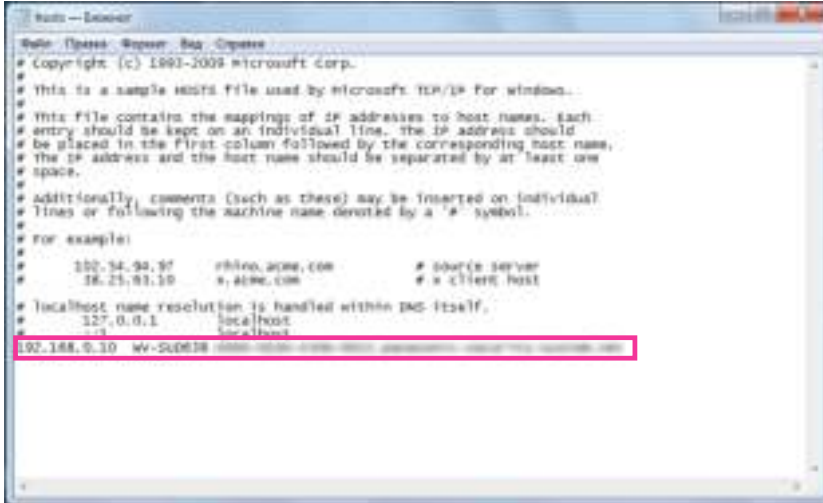 hosts — Блокнот
Файл Правка Формат Вид Справка
# Copyright (c) 1993-2009 Microsoft Corp.
#
# This is a sample HOSTS file used by Microsoft TCP/IP for Windows.
#
# This file contains the mappings of IP addresses to host names. Each
# entry should be kept on an individual line. The IP address should
# be placed in the first column followed by the corresponding host name.
# The IP address and the host name should be separated by at least one
# space.
#
# Additionally, comments (such as these) may be inserted on individual
# lines or following the machine name denoted by a '#' symbol.
#
# For example:
#
# 102.54.94.97 rhino.acme.com # source server
# 38.25.63.10 x.acme.com # x client host
# localhost name resolution is handled within DNS itself.
# 127.0.0.1 localhost
# ::1 localhost
192.168.0.10 WV-SUD638